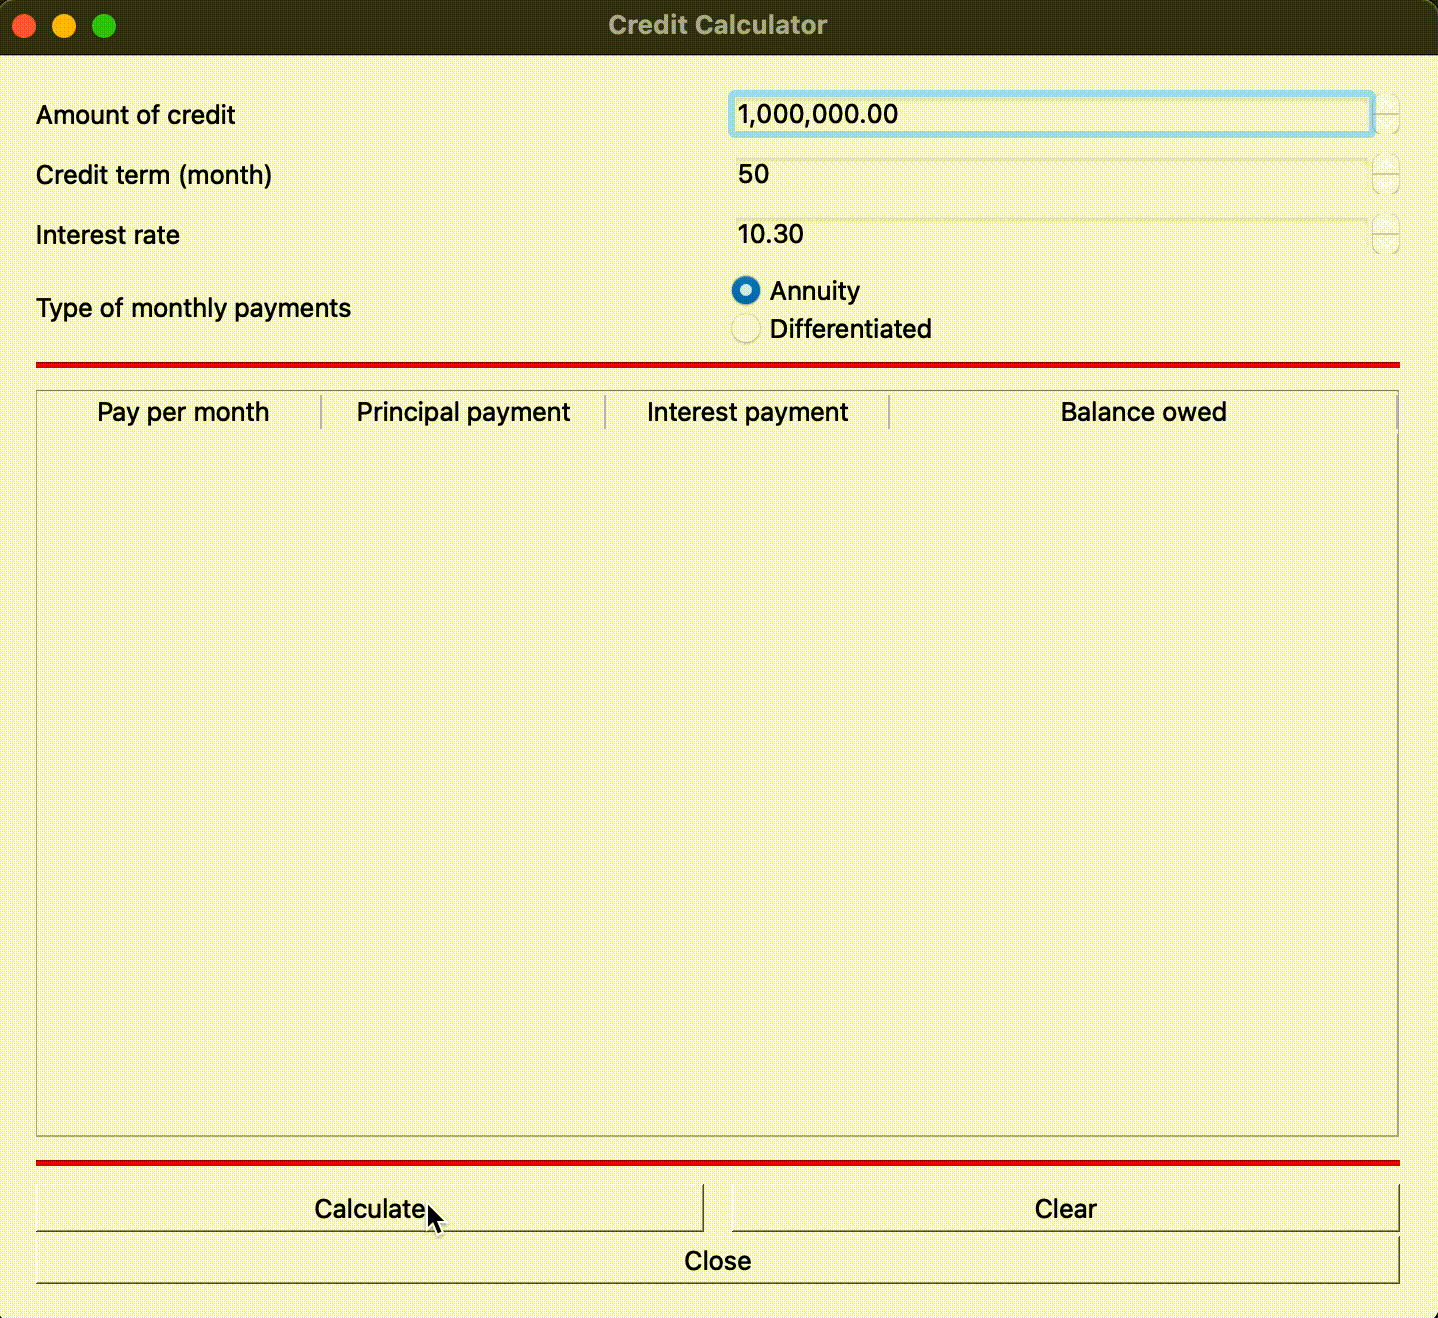 Credit Calculator
Amount of credit 1,000,000.00
Credit term (month) 50
Interest rate 10.30
Type of monthly payments
Annuity
Differentiated
Pay per month Principal payment Interest payment Balance owed
Calculate Clear
Close